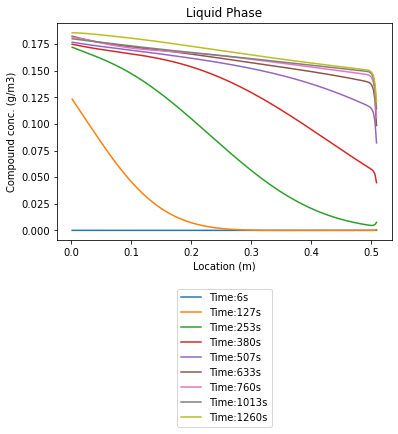 Liquid Phase
Compound conc. (g/m3)
0.175
0.150
0.125
0.100
0.075
0.050
0.025
0.000
0.0 0.1 0.2 0.3 0.4 0.5
Location (m)
Time:6s
Time:127s
Time:253s
Time:380s
Time:507s
Time:633s
Time:760s
Time:1013s
Time:1260s